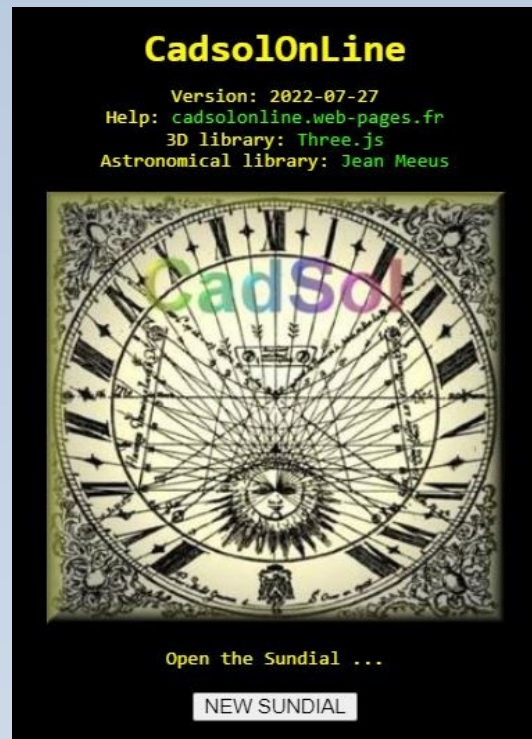 CadsolOnLine
Version: 2022-07-27
Help: cadsolonline.web-pages.fr
3D library: Three.js
Astronomical library: Jean Meeus
CadSol
Open the Sundial ...
NEW SUNDIAL